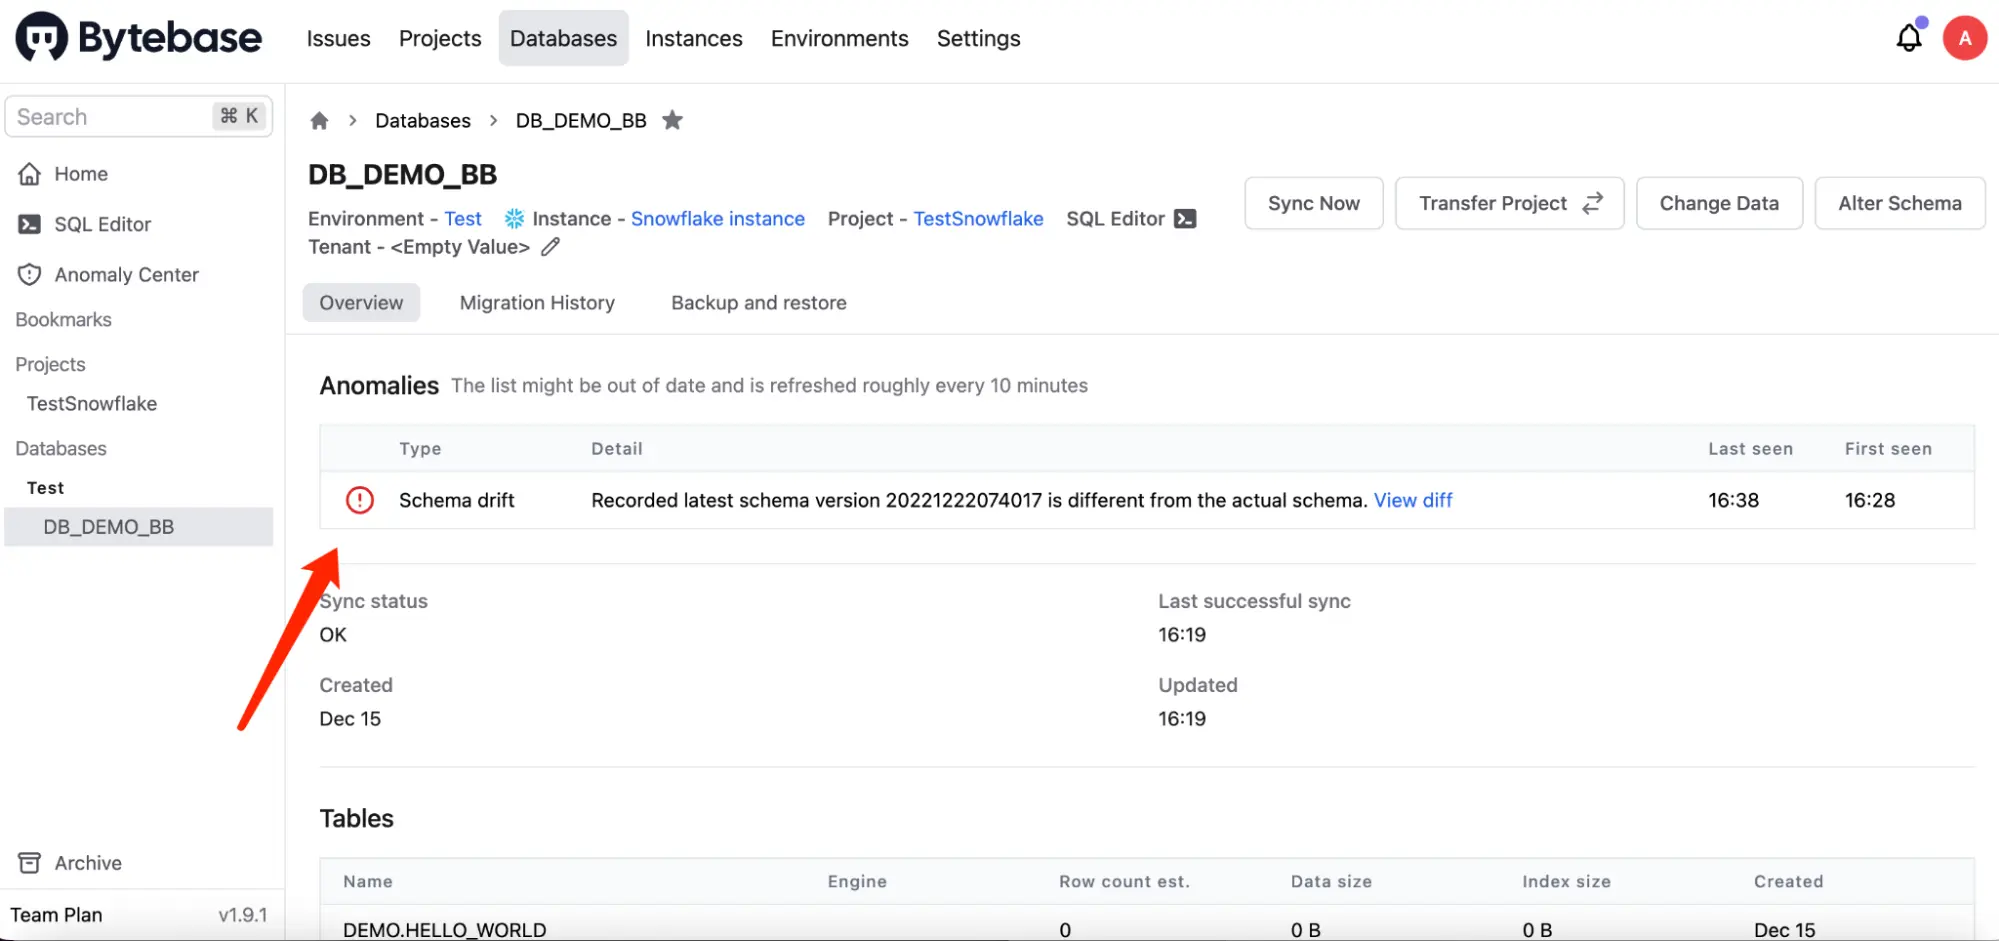 Bytebase Issues Projects Databases Instances Environments Settings A
Search ⌘ K
Home
SQL Editor
Anomaly Center
Bookmarks
Projects
TestSnowflake
Databases
Test
DB_DEMO_BB
Archive
Team Plan v1.9.1
Databases > DB_DEMO_BB
DB_DEMO_BB
Environment - Test Instance - Snowflake instance Project - TestSnowflake SQL Editor
Tenant - <Empty Value>
Sync Now Transfer Project Change Data Alter Schema
Overview Migration History Backup and restore
Anomalies The list might be out of date and is refreshed roughly every 10 minutes
Type Detail Last seen First seen
Schema drift Recorded latest schema version 20221222074017 is different from the actual schema. View diff 16:38 16:28
Sync status Last successful sync
OK 16:19
Created Updated
Dec 15 16:19
Tables
Name Engine Row count est. Data size Index size Created
DEMO.HELLO_WORLD 0 0 B 0 B Dec 15